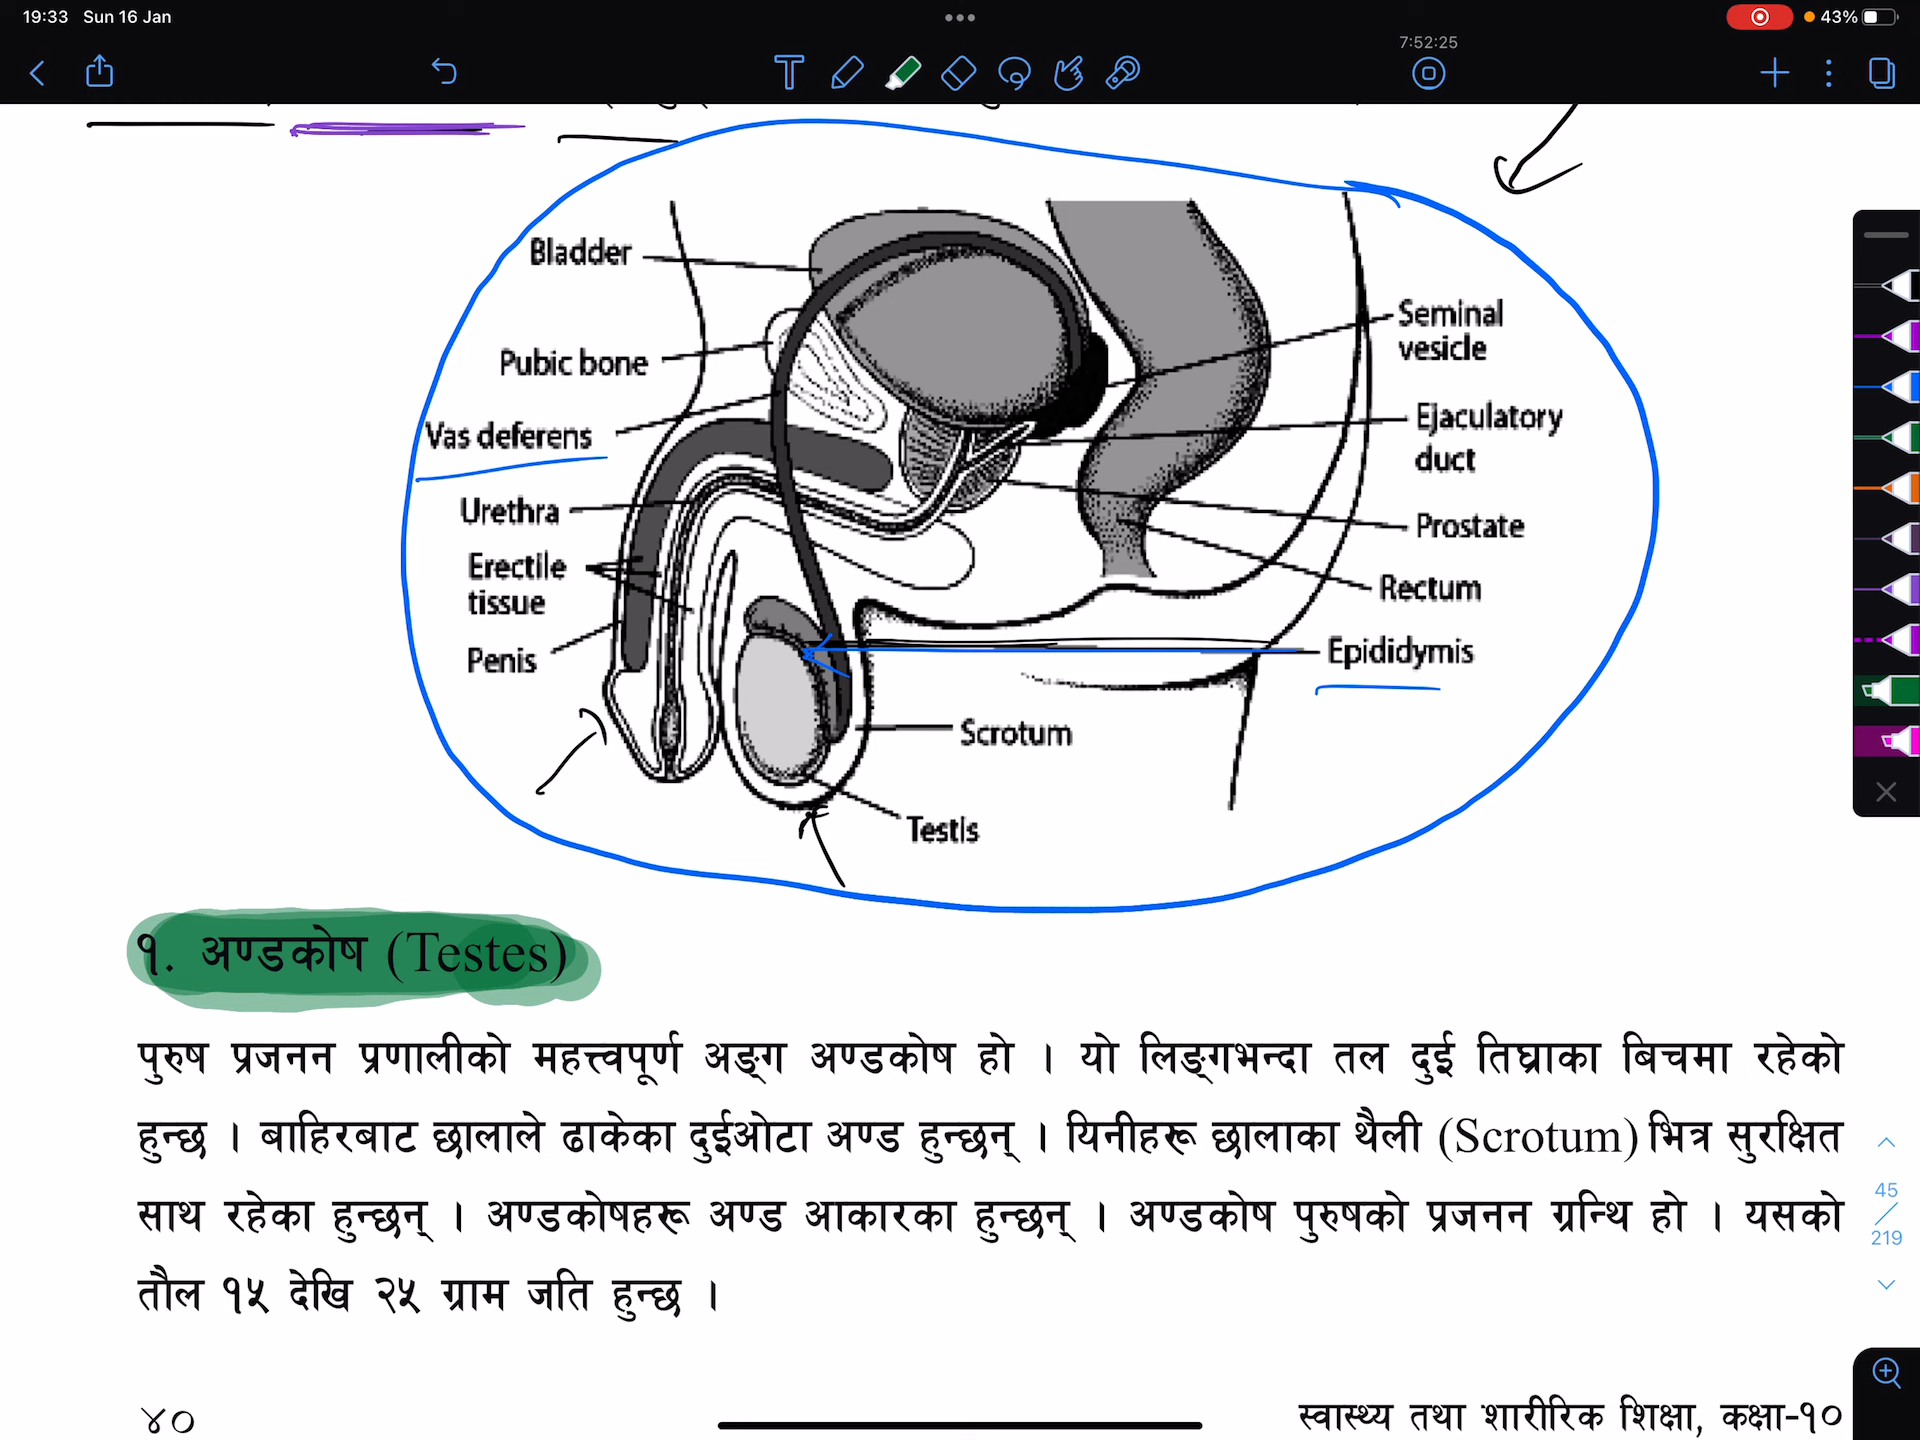 19:33 Sun 16 Jan
43%
7:52:25
Bladder
Pubic bone
Vas deferens
Urethra
Erectile
tissue
Penis
Seminal
vesicle
Ejaculatory
duct
Prostate
Rectum
Epididymis
Scrotum
Testis
१. अण्डकोष (Testes)
पुरुष प्रजनन प्रणालीको महत्त्वपूर्ण अङ्ग अण्डकोष हो । यो लिङ्गभन्दा तल दुई तिघ्राका बिचमा रहेको
हुन्छ । बाहिरबाट छालाले ढाकेका दुईओटा अण्ड हुन्छन् । यिनीहरू छालाका थैली (Scrotum) भित्र सुरक्षित
साथ रहेका हुन्छन् । अण्डकोषहरू अण्ड आकारका हुन्छन् । अण्डकोष पुरुषको प्रजनन ग्रन्थि हो । यसको
तौल १५ देखि २५ ग्राम जति हुन्छ ।
45
219
४०
स्वास्थ्य तथा शारीरिक शिक्षा, कक्षा-१०